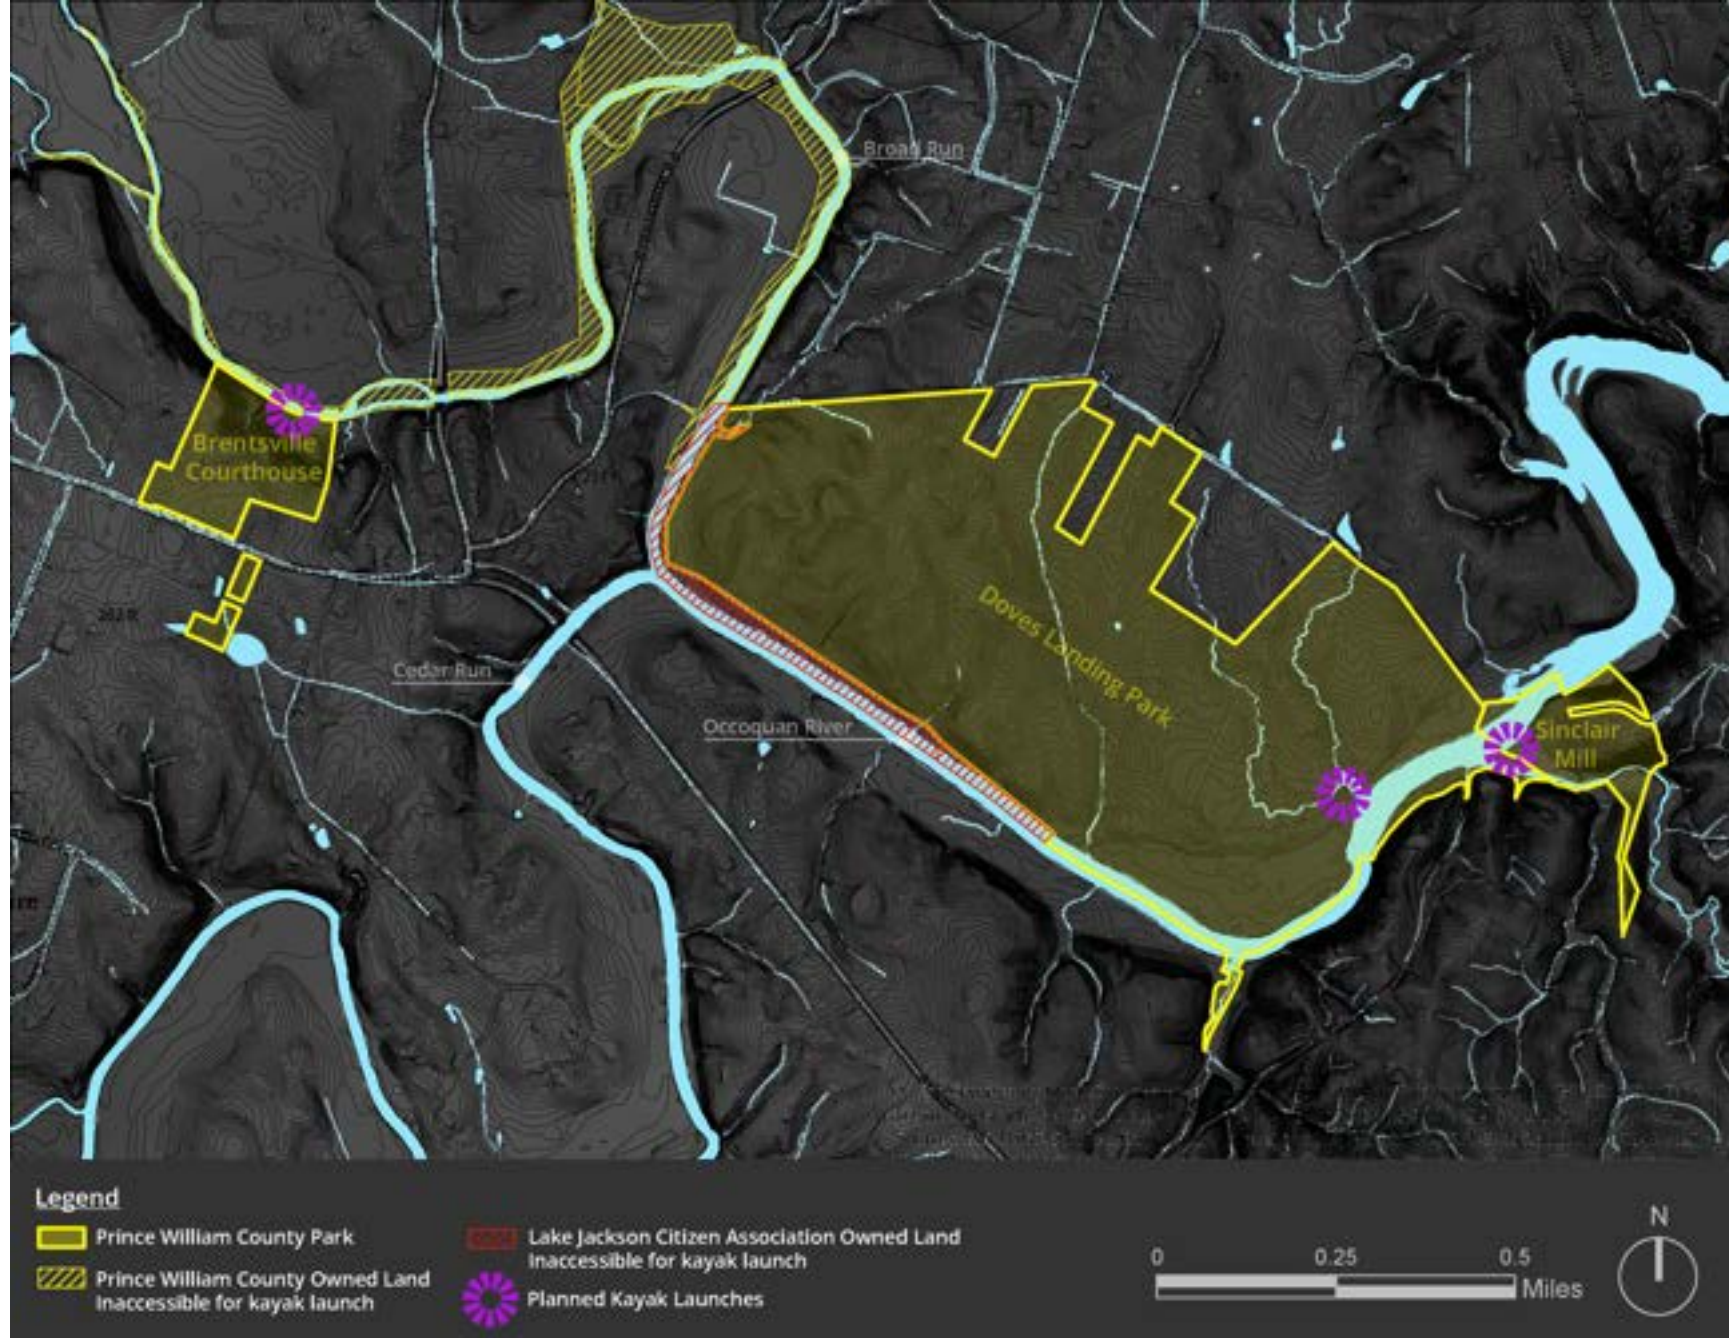 Broad Run
Brentsville
Courthouse
Doves Landing Park
Cedar Run
Occoquan River
Sinclair
Mill
Legend
Prince William County Park
Prince William County Owned Land
Inaccessible for kayak launch
Lake Jackson Citizen Association Owned Land
Inaccessible for kayak launch
Planned Kayak Launches
0 0.25 0.5
Miles
N